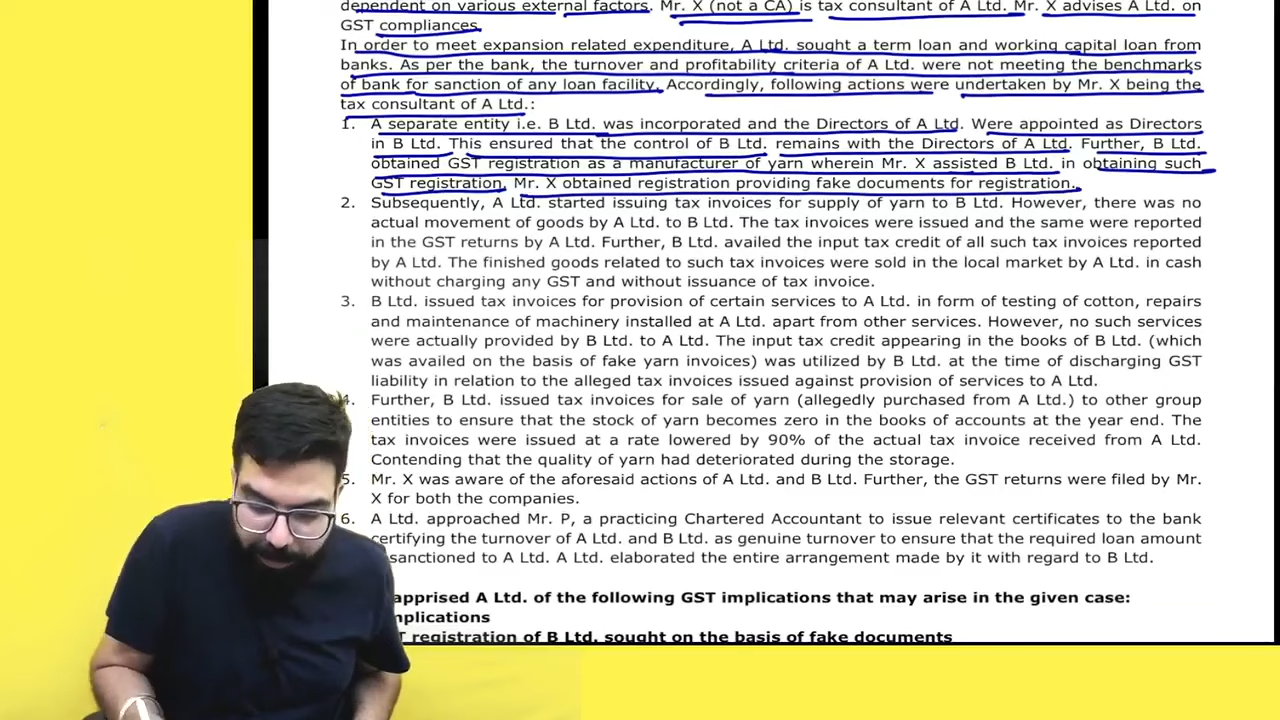 dependent on various external factors. Mr. X (not a CA) is tax consultant of A Ltd. Mr. X advises A Ltd. on
GST compliances.
In order to meet expansion related expenditure, A Ltd. sought a term loan and working capital loan from
banks. As per the bank, the turnover and profitability criteria of A Ltd. were not meeting the benchmarks
of bank for sanction of any loan facility. Accordingly, following actions were undertaken by Mr. X being the
tax consultant of A Ltd.:
1. A separate entity i.e. B Ltd. was incorporated and the Directors of A Ltd. Were appointed as Directors
in B Ltd. This ensured that the control of B Ltd. remains with the Directors of A Ltd. Further, B Ltd.
obtained GST registration as a manufacturer of yarn wherein Mr. X assisted B Ltd. in obtaining such
GST registration. Mr. X obtained registration providing fake documents for registration.
2. Subsequently, A Ltd. started issuing tax invoices for supply of yarn to B Ltd. However, there was no
actual movement of goods by A Ltd. to B Ltd. The tax invoices were issued and the same were reported
in the GST returns by A Ltd. Further, B Ltd. availed the input tax credit of all such tax invoices reported
by A Ltd. The finished goods related to such tax invoices were sold in the local market by A Ltd. in cash
without charging any GST and without issuance of tax invoice.
3. B Ltd. issued tax invoices for provision of certain services to A Ltd. in form of testing of cotton, repairs
and maintenance of machinery installed at A Ltd. apart from other services. However, no such services
were actually provided by B Ltd. to A Ltd. The input tax credit appearing in the books of B Ltd. (which
was availed on the basis of fake yarn invoices) was utilized by B Ltd. at the time of discharging GST
liability in relation to the alleged tax invoices issued against provision of services to A Ltd.
4. Further, B Ltd. issued tax invoices for sale of yarn (allegedly purchased from A Ltd.) to other group
entities to ensure that the stock of yarn becomes zero in the books of accounts at the year end. The
tax invoices were issued at a rate lowered by 90% of the actual tax invoice received from A Ltd.
Contending that the quality of yarn had deteriorated during the storage.
5. Mr. X was aware of the aforesaid actions of A Ltd. and B Ltd. Further, the GST returns were filed by Mr.
X for both the companies.
6. A Ltd. approached Mr. P, a practicing Chartered Accountant to issue relevant certificates to the bank
certifying the turnover of A Ltd. and B Ltd. as genuine turnover to ensure that the required loan amount
sanctioned to A Ltd. A Ltd. elaborated the entire arrangement made by it with regard to B Ltd.
apprised A Ltd. of the following GST implications that may arise in the given case:
mplications
registration of B Ltd. sought on the basis of fake documents